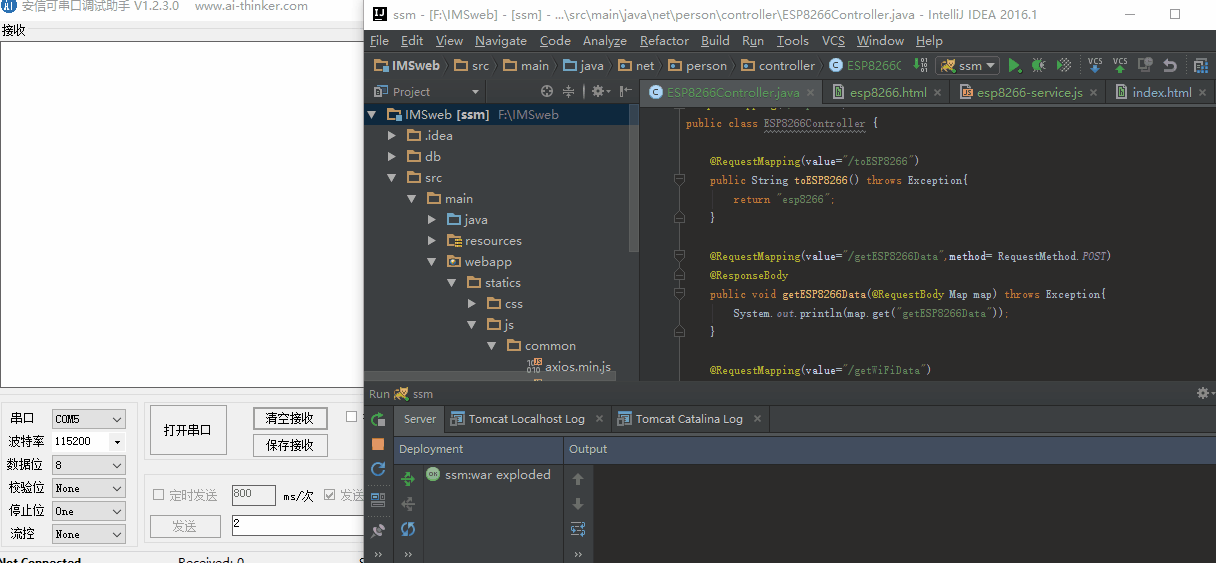 安信可串口调试助手 V1.2.3.0 www.ai-thinker.com
接收
串口 COM5
波特率 115200
数据位 8
校验位 None
停止位 One
流控 None
打开串口
清空接收
保存接收
定时发送 800 ms/次 发送
发送 2
Not Connected Received: 0
ssm - [F:\IMSweb] - [ssm] - ...\src\main\java\net\person\controller\ESP8266Controller.java - IntelliJ IDEA 2016.1
File Edit View Navigate Code Analyze Refactor Build Run Tools VCS Window Help
IMSweb src main java net person controller ESP8266C ssm VCS VCS
Project
ESP8266Controller.java esp8266.html esp8266-service.js index.html
IMSweb [ssm] F:\IMSweb
.idea
db
src
main
java
resources
webapp
statics
css
js
common
axios.min.js
public class ESP8266Controller {
@RequestMapping(value="/toESP8266")
public String toESP8266() throws Exception{
return "esp8266";
}
@RequestMapping(value="/getESP8266Data",method= RequestMethod.POST)
@ResponseBody
public void getESP8266Data(@RequestBody Map map) throws Exception{
System.out.println(map.get("getESP8266Data"));
}
@RequestMapping(value="/getWiFiData")
Run ssm
Server Tomcat Localhost Log Tomcat Catalina Log
Deployment Output
OK ssm:war exploded